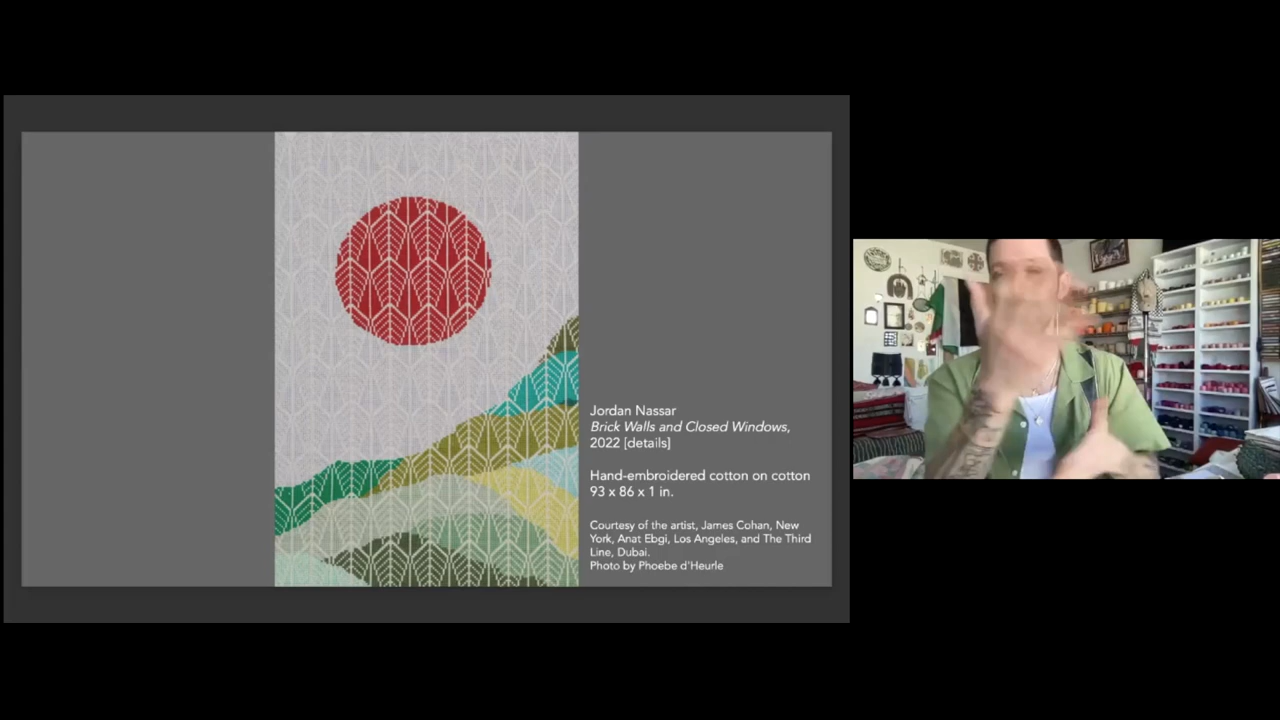 Jordan Nassar
Brick Walls and Closed Windows,
2022 [details]
Hand-embroidered cotton on cotton
93 x 86 x 1 in.
Courtesy of the artist, James Cohan, New
York, Anat Ebgi, Los Angeles, and The Third
Line, Dubai.
Photo by Phoebe d'Heurle